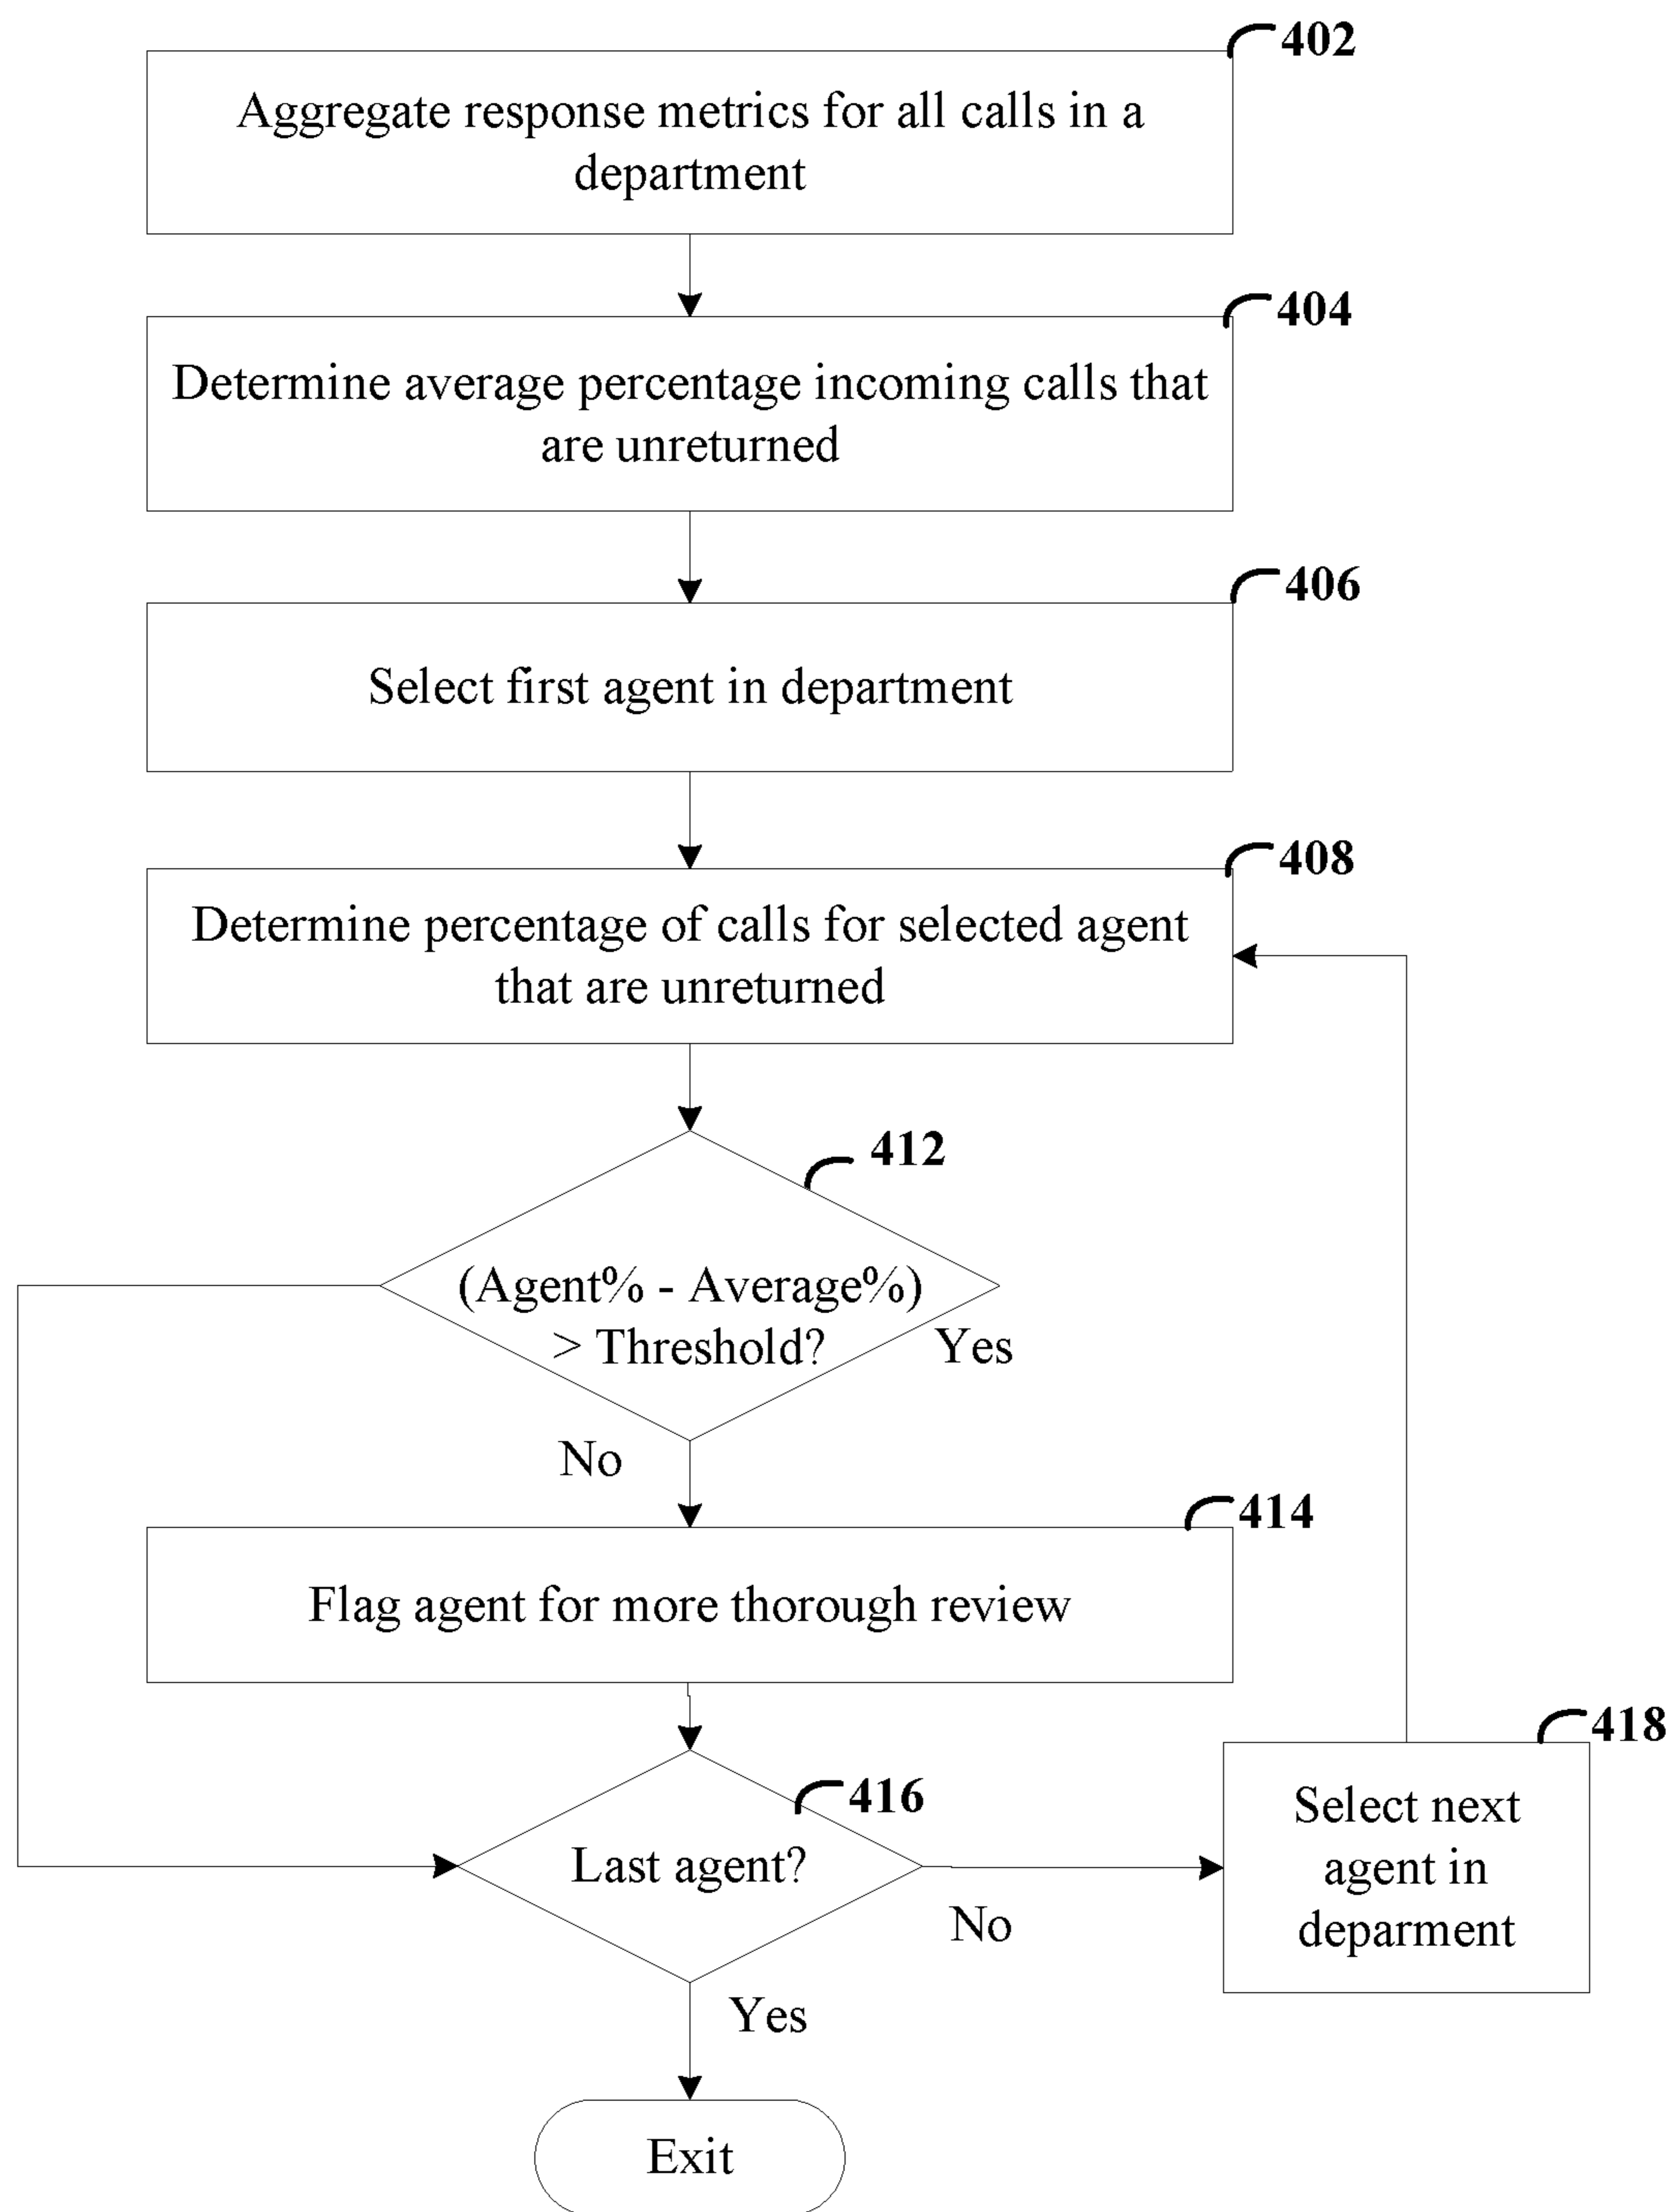 402
Aggregate response metrics for all calls in a
department
404
Determine average percentage incoming calls that
are unreturned
406
Select first agent in department
408
Determine percentage of calls for selected agent
that are unreturned
412
(Agent% - Average%)
> Threshold?
Yes
No
414
Flag agent for more thorough review
416
Last agent?
No
418
Select next
agent in
deparment
Yes
Exit